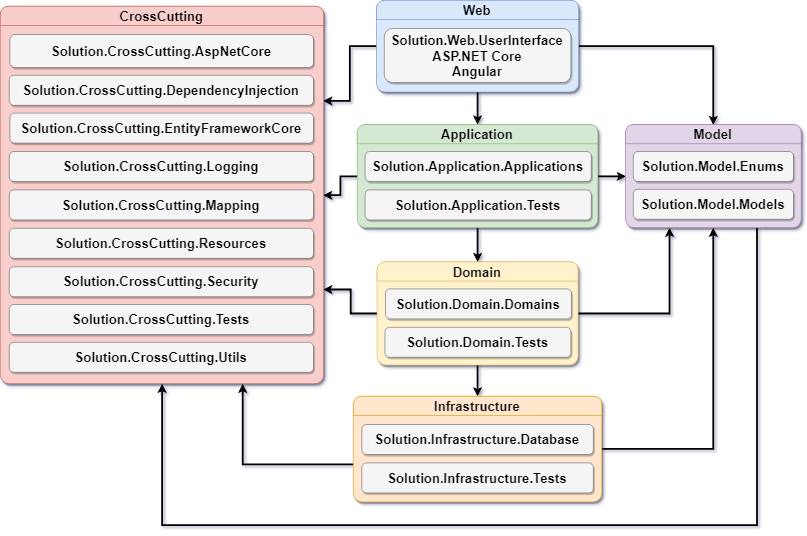 CrossCutting
Solution.CrossCutting.AspNetCore
Solution.CrossCutting.DependencyInjection
Solution.CrossCutting.EntityFrameworkCore
Solution.CrossCutting.Logging
Solution.CrossCutting.Mapping
Solution.CrossCutting.Resources
Solution.CrossCutting.Security
Solution.CrossCutting.Tests
Solution.CrossCutting.Utils
Web
Solution.Web.UserInterface
ASP.NET Core
Angular
Application
Solution.Application.Applications
Solution.Application.Tests
Model
Solution.Model.Enums
Solution.Model.Models
Domain
Solution.Domain.Domains
Solution.Domain.Tests
Infrastructure
Solution.Infrastructure.Database
Solution.Infrastructure.Tests